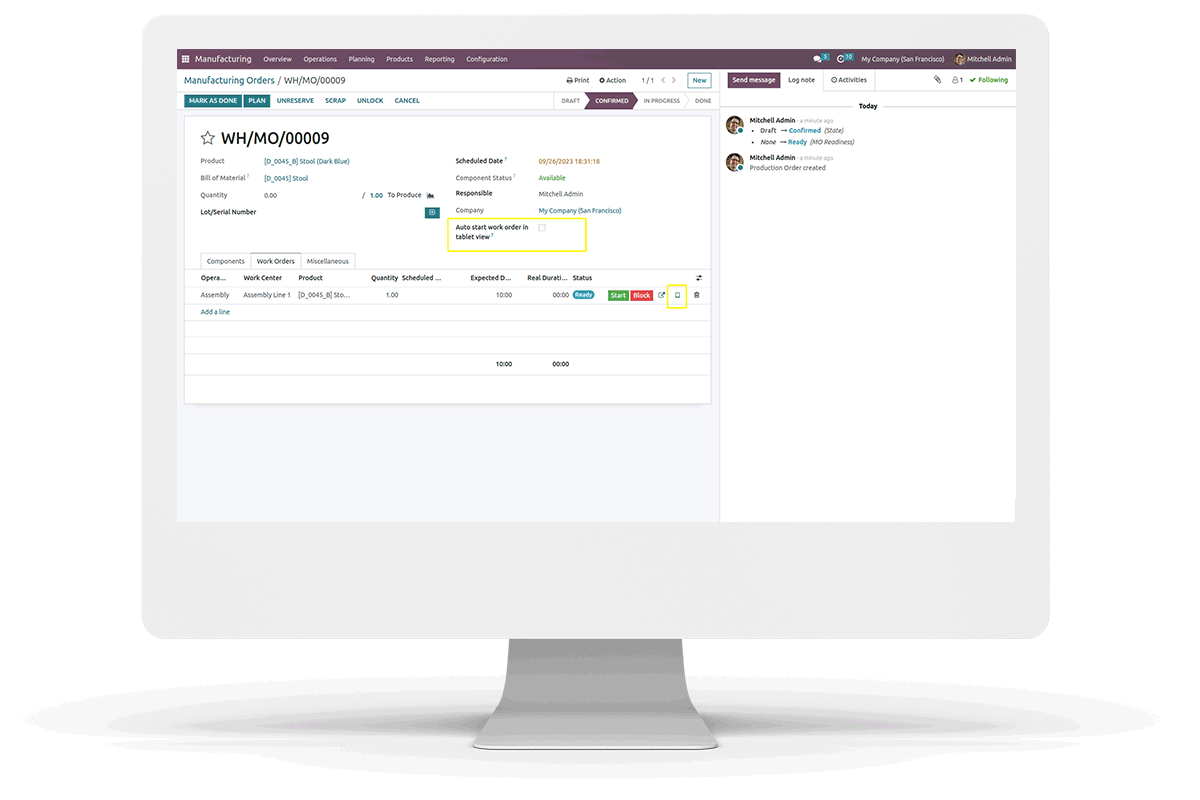 Manufacturing Overview Operations Planning Products Reporting Configuration 5 10 My Company (San Francisco) Mitchell Admin
Manufacturing Orders / WH/MO/00009 Print Action 1 / 1 New
MARK AS DONE PLAN UNRESERVE SCRAP UNLOCK CANCEL DRAFT CONFIRMED IN PROGRESS DONE
WH/MO/00009
Product [D_0045_B] Stool (Dark Blue)
Bill of Material ? [D_0045] Stool
Quantity 0.00 / 1.00 To Produce
Lot/Serial Number
Scheduled Date ? 09/26/2023 18:31:18
Component Status ? Available
Responsible Mitchell Admin
Company My Company (San Francisco)
Auto start work order in
tablet view ?
Components Work Orders Miscellaneous
Opera... Work Center Product Quantity Scheduled ... Expected D... Real Durati... Status
Assembly Assembly Line 1 [D_0045_B] Sto... 1.00 10:00 00:00 Ready Start Block
Add a line
10:00 00:00
Send message Log note Activities 1 Following
Today
Mitchell Admin - a minute ago
• Draft → Confirmed (State)
• None → Ready (MO Readiness)
Mitchell Admin - a minute ago
Production Order created